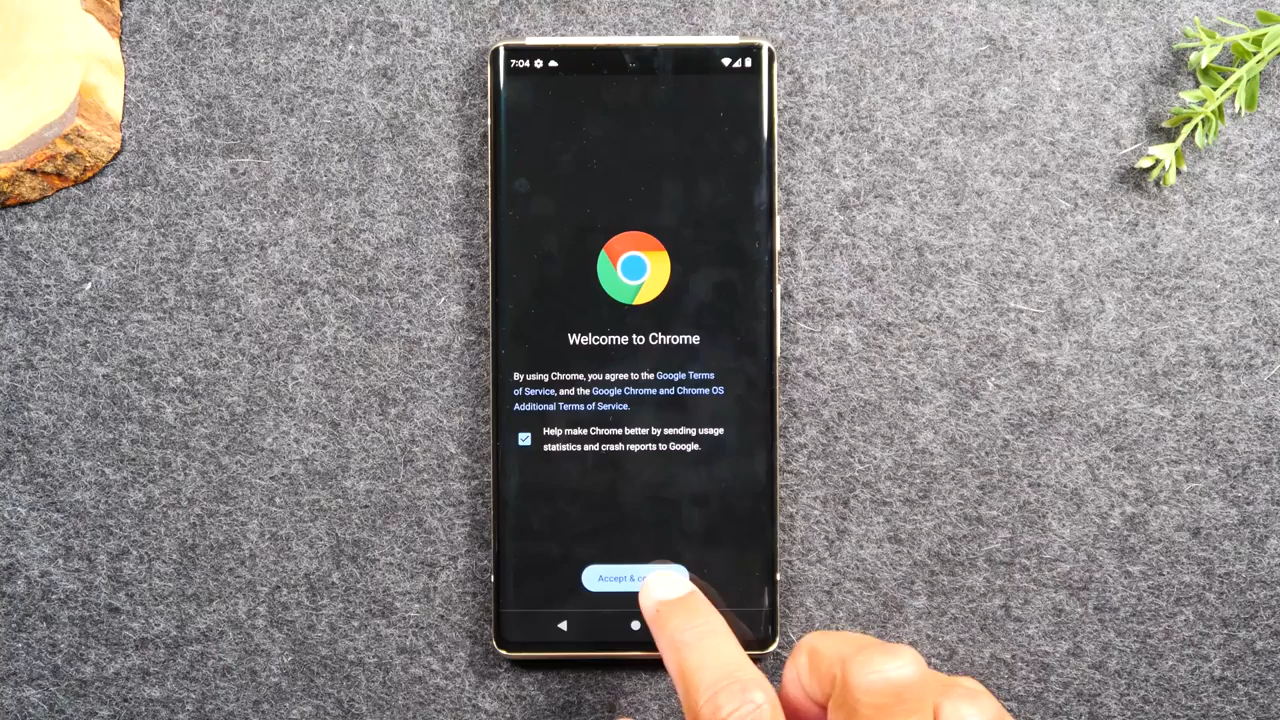 7:04
Welcome to Chrome
By using Chrome, you agree to the Google Terms
of Service, and the Google Chrome and Chrome OS
Additional Terms of Service.
Help make Chrome better by sending usage
statistics and crash reports to Google.
Accept &